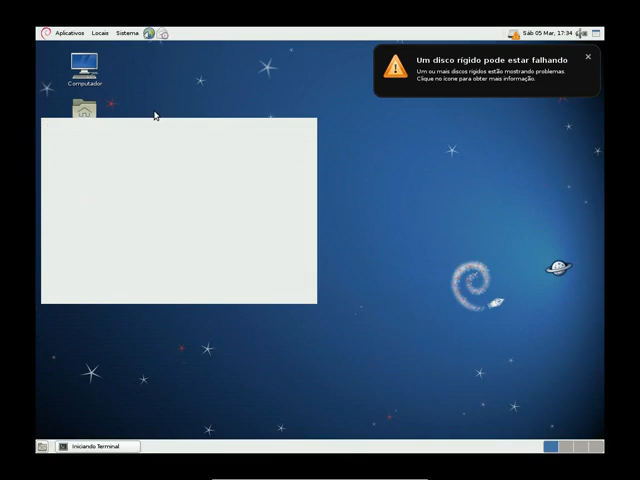 Aplicativos Locais Sistema
Sáb 05 Mar, 17:34
Um disco rígido pode estar falhando
Um ou mais discos rígidos estão mostrando problemas.
Clique no ícone para obter mais informação.
Computador
Iniciando Terminal